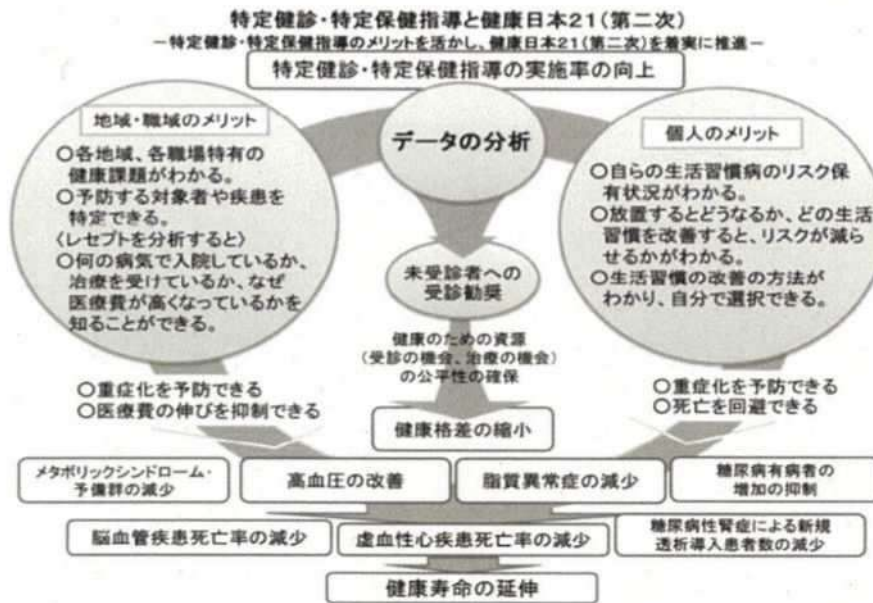 特定健診・特定保健指導と健康日本21(第二次)
－特定健診・特定保健指導のメリットを活かし、健康日本21(第二次)を着実に推進－
特定健診・特定保健指導の実施率の向上
地域・職域のメリット
〇各地域、各職場特有の
健康課題がわかる。
〇予防する対象者や疾患を
特定できる。
〈レセプトを分析すると〉
〇何の病気で入院しているか、
治療を受けているか、なぜ
医療費が高くなっているかを
知ることができる。
データの分析
個人のメリット
〇自らの生活習慣病のリスク保
有状況がわかる。
〇放置するとどうなるか、どの生活
習慣を改善すると、リスクが減ら
せるかがわかる。
〇生活習慣の改善の方法が
わかり、自分で選択できる。
未受診者への
受診勧奨
健康のための資源
(受診の機会、治療の機会)
の公平性の確保
〇重症化を予防できる
〇医療費の伸びを抑制できる
〇重症化を予防できる
〇死亡を回避できる
健康格差の縮小
メタボリックシンドローム・
予備群の減少
高血圧の改善
脂質異常症の減少
糖尿病有病者の
増加の抑制
脳血管疾患死亡率の減少
虚血性心疾患死亡率の減少
糖尿病性腎症による新規
透析導入患者数の減少
健康寿命の延伸